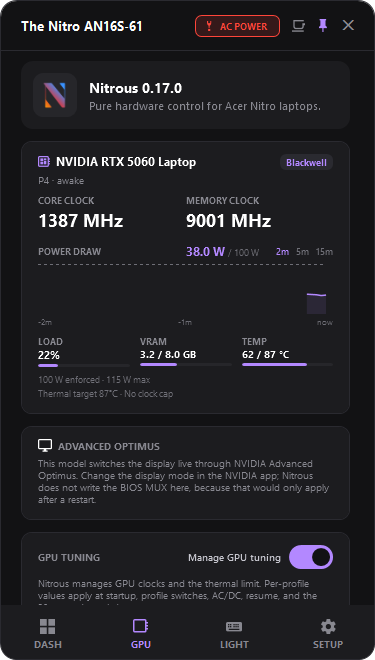 The Nitro AN16S-61
AC POWER
Nitrous 0.17.0
Pure hardware control for Acer Nitro laptops.
NVIDIA RTX 5060 Laptop
Blackwell
P4 · awake
CORE CLOCK
MEMORY CLOCK
1387 MHz
9001 MHz
POWER DRAW
38.0 W / 100 W
2m 5m 15m
-2m
-1m
now
LOAD
VRAM
TEMP
22%
3.2 / 8.0 GB
62 / 87 °C
100 W enforced · 115 W max
Thermal target 87°C · No clock cap
ADVANCED OPTIMUS
This model switches the display live through NVIDIA Advanced
Optimus. Change the display mode in the NVIDIA app; Nitrous
does not write the BIOS MUX here, because that would only apply
after a restart.
GPU TUNING
Manage GPU tuning
Nitrous manages GPU clocks and the thermal limit. Per-profile
values apply at startup, profile switches, AC/DC, resume, and the
DASH
GPU
LIGHT
SETUP